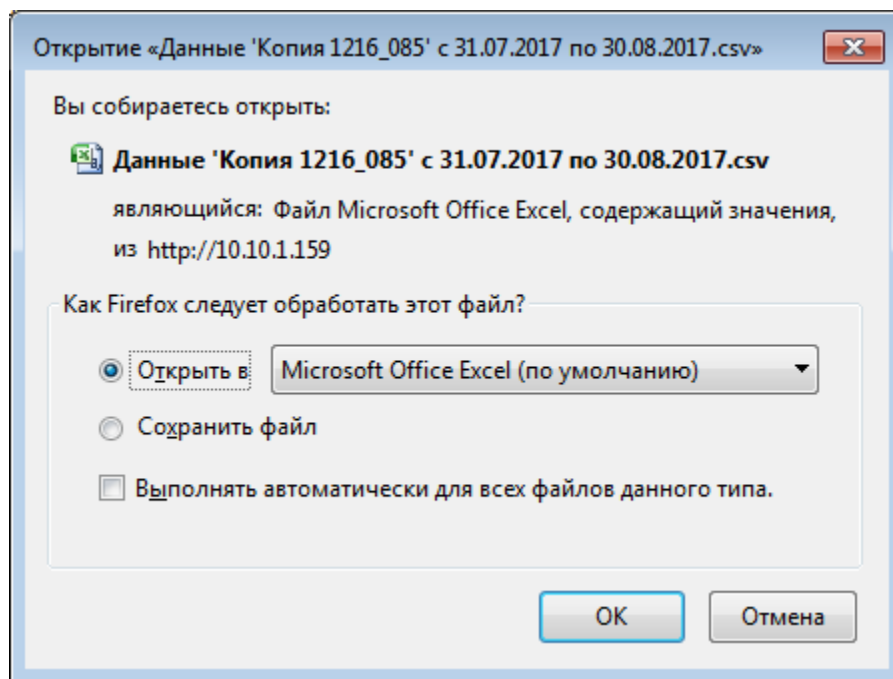 Открытие «Данные 'Копия 1216_085' с 31.07.2017 по 30.08.2017.csv»
Вы собираетесь открыть:
Данные 'Копия 1216_085' с 31.07.2017 по 30.08.2017.csv
являющийся: Файл Microsoft Office Excel, содержащий значения,
из http://10.10.1.159
Как Firefox следует обработать этот файл?
Открыть в Microsoft Office Excel (по умолчанию)
Сохранить файл
Выполнять автоматически для всех файлов данного типа.
OK Отмена